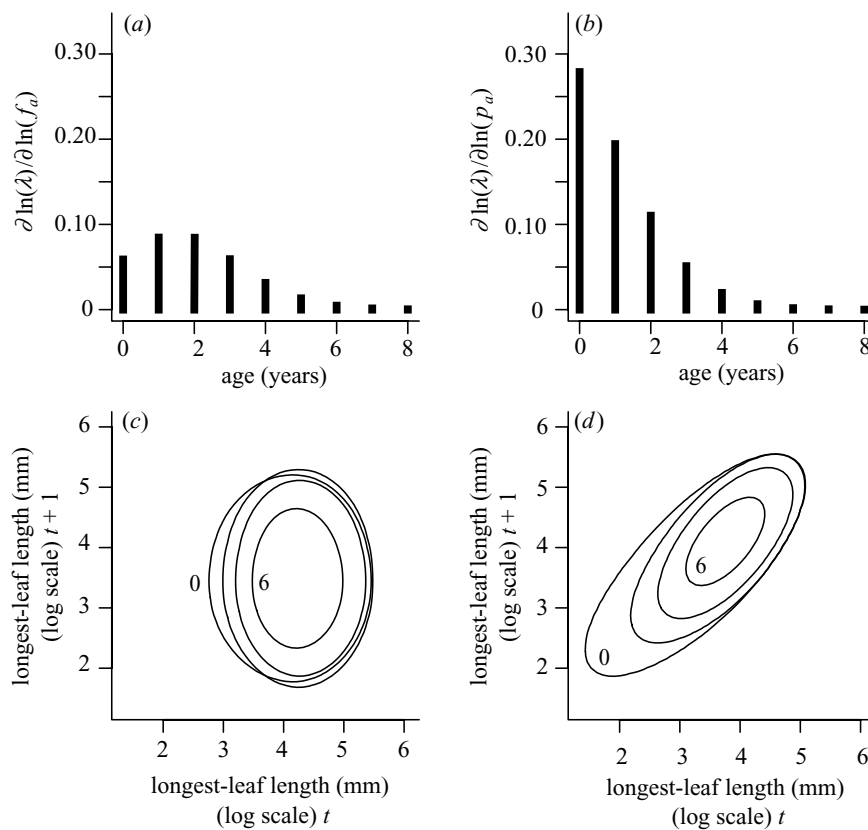 (a)
0.30
0.20
0.10
0
∂ ln(λ)/∂ln(f_a)
0 2 4 6 8
age (years)
(b)
0.30
0.20
0.10
0
∂ ln(λ)/∂ln(p_a)
0 2 4 6 8
age (years)
(c)
6
5
4
3
2
longest-leaf length (mm)
(log scale) t + 1
0
6
2 3 4 5 6
longest-leaf length (mm)
(log scale) t
(d)
6
5
4
3
2
longest-leaf length (mm)
(log scale) t + 1
6
0
2 3 4 5 6
longest-leaf length (mm)
(log scale) t